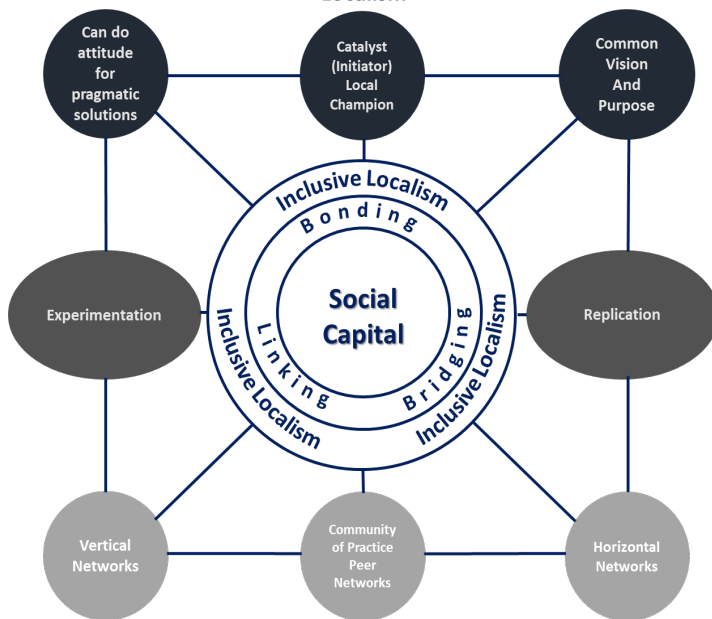 Can do
attitude
for
pragmatic
solutions
Catalyst
(Initiator)
Local
Champion
Common
Vision
And
Purpose
Inclusive Localism
Bonding
Experimentation
Social
Capital
Replication
Linking
Bridging
Inclusive Localism
Inclusive Localism
Vertical
Networks
Community
of Practice
Peer
Networks
Horizontal
Networks